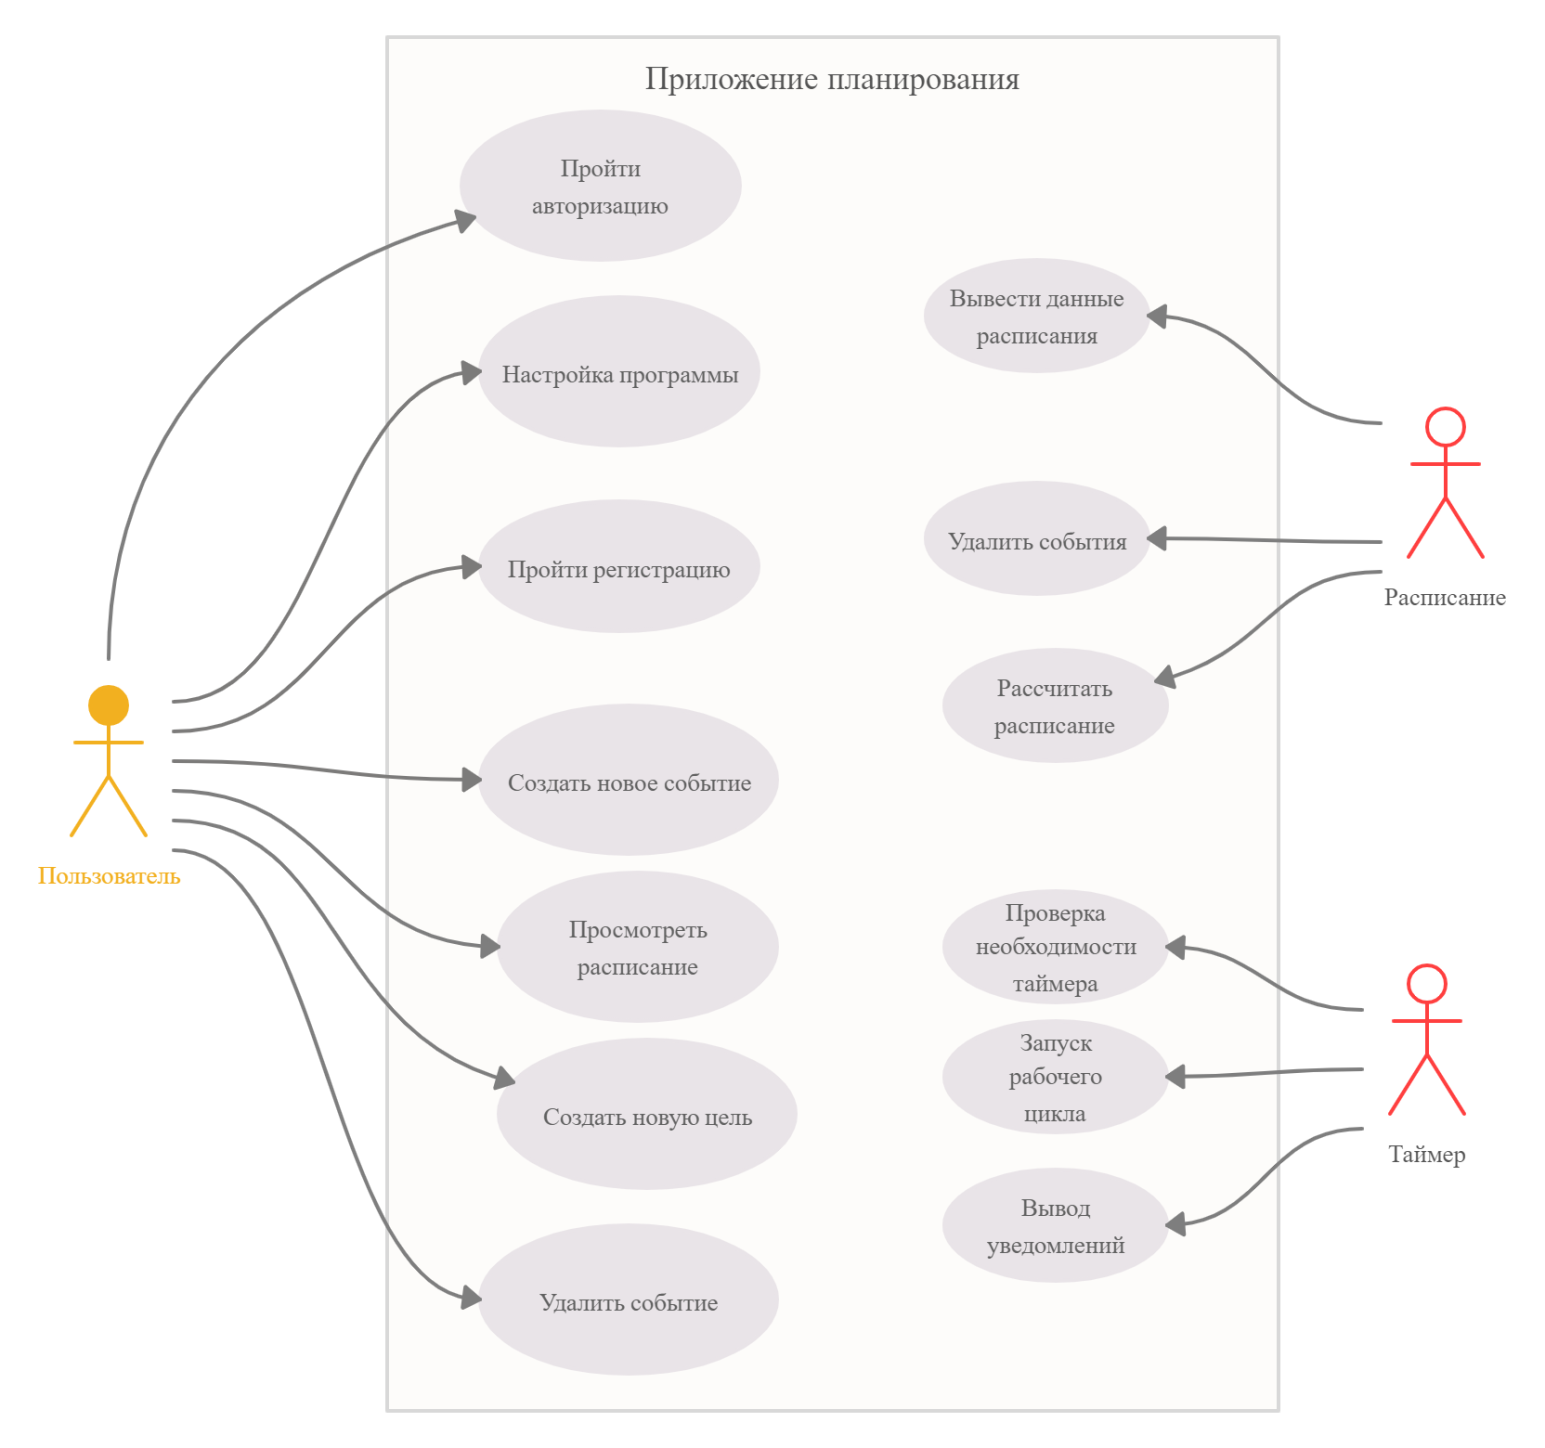 Приложение планирования
Пройти
авторизацию
Настройка программы
Пройти регистрацию
Создать новое событие
Просмотреть
расписание
Создать новую цель
Удалить событие
Пользователь
Вывести данные
расписания
Удалить события
Рассчитать
расписание
Расписание
Проверка
необходимости
таймера
Запуск
рабочего
цикла
Вывод
уведомлений
Таймер